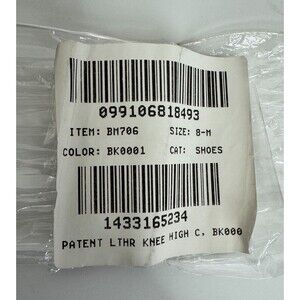 099106818493
ITEM: BM706 SIZE: 8-M
COLOR: BK0001 CAT: SHOES
1433165234
PATENT LTHR KNEE HIGH C, BK000